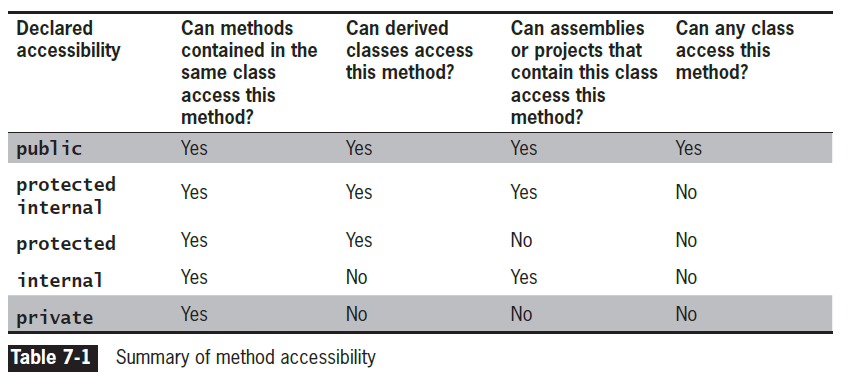 Declared accessibility | Can methods contained in the same class access this method? | Can derived classes access this method? | Can assemblies or projects that contain this class access this method? | Can any class access this method?
public | Yes | Yes | Yes | Yes
protected internal | Yes | Yes | Yes | No
protected | Yes | Yes | No | No
internal | Yes | No | Yes | No
private | Yes | No | No | No
Table 7-1 Summary of method accessibility